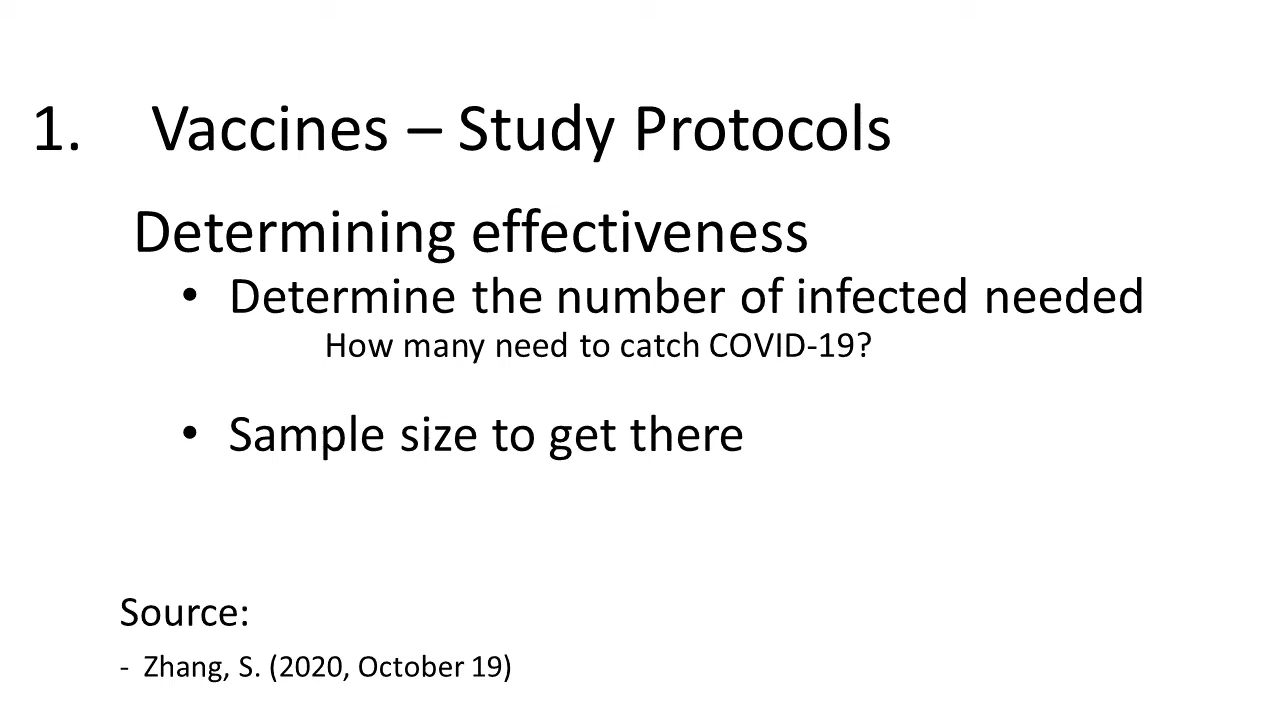 1. Vaccines – Study Protocols
Determining effectiveness
• Determine the number of infected needed
How many need to catch COVID-19?
• Sample size to get there
Source:
- Zhang, S. (2020, October 19)